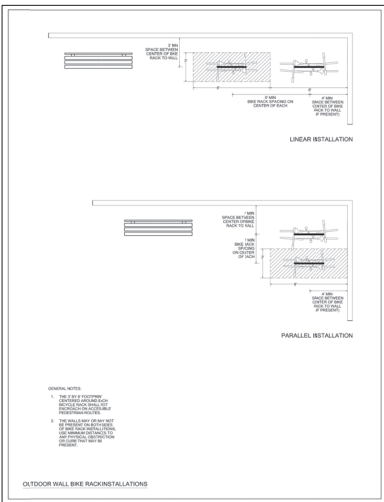 3' MIN
SPACE BETWEEN
CENTER OF BIKE
RACK TO WALL
3'
6'
6'
8' MIN
BIKE RACK SPACING ON
CENTER OF EACH
4' MIN
SPACE BETWEEN
CENTER OF BIKE
RACK TO WALL
(IF PRESENT)
LINEAR INSTALLATION
MIN
SPACE BETWEEN
CENTER OF BIKE
RACK TO WALL
MIN
BIKE RACK
SPACING
ON CENTER
OF EACH
3'
6'
4' MIN
SPACE BETWEEN
CENTER OF BIKE
RACK TO WALL
(IF PRESENT)
PARALLEL INSTALLATION
GENERAL NOTES:
1. THE 3' BY 6' FOOTPRINT
CENTERED AROUND EACH
BICYCLE RACK SHALL NOT
ENCROACH ON ACCESSIBLE
PEDESTRIAN ROUTES.
2. THE WALLS MAY OR MAY NOT
BE PRESENT ON BOTH SIDES
OF BIKE RACK INSTALLATIONS,
USE MINIMUM DISTANCES TO
ANY PHYSICAL OBSTRUCTION
OR CURB THAT MAY BE
PRESENT.
OUTDOOR WALL BIKE RACKINSTALLATIONS